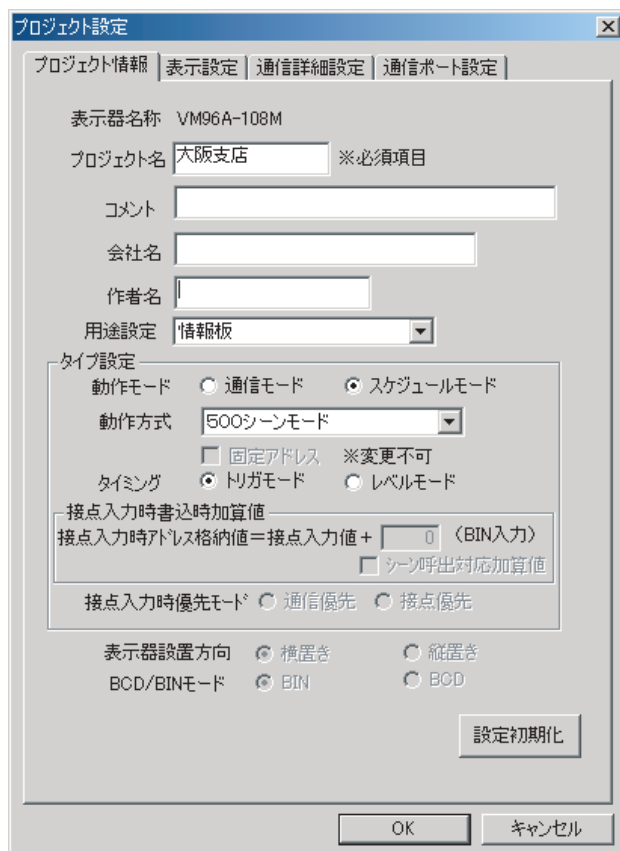 プロジェクト設定
プロジェクト情報 表示設定 通信詳細設定 通信ポート設定
表示器名称 VM96A-108M
プロジェクト名 大阪支店 ※必須項目
コメント
会社名
作者名
用途設定 情報板
タイプ設定
動作モード 通信モード スケジュールモード
動作方式 500シーンモード
固定アドレス ※変更不可
タイミング トリガモード レベルモード
接点入力時書込時加算値
接点入力時アドレス格納値=接点入力値+ 0 (BIN入力)
シーン呼出対応加算値
接点入力時優先モード 通信優先 接点優先
表示器設置方向 横置き 縦置き
BCD/BINモード BIN BCD
設定初期化
OK キャンセル